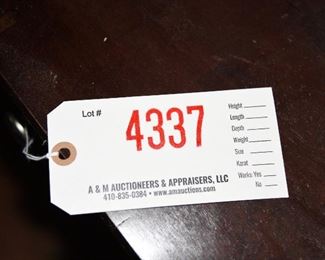 Lot #
4337
Height
Length
Depth
Weight
Size
Karat
Works: Yes
No
A & M AUCTIONEERS & APPRAISERS, LLC
410-835-0384 • www.amauctions.com